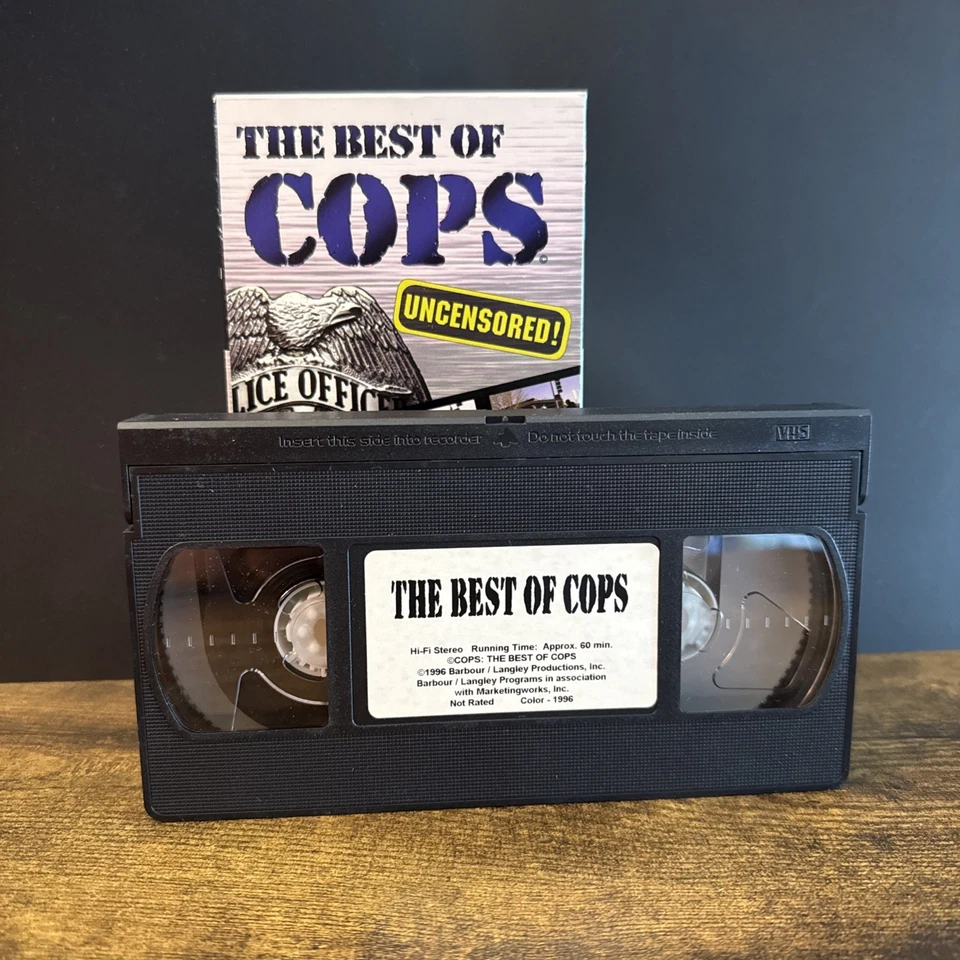 THE BEST OF
COPS
©
UNCENSORED!
LICE OFFICE
Insert this side into recorder Do not touch the tape inside VHS
THE BEST OF COPS
Hi-Fi Stereo Running Time: Approx. 60 min.
©COPS: THE BEST OF COPS
©1996 Barbour / Langley Productions, Inc.
Barbour / Langley Programs in association
with Marketingworks, Inc.
Not Rated Color - 1996